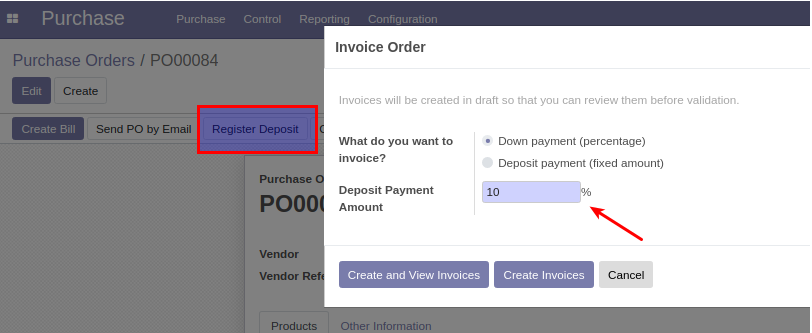 Purchase
Purchase Control Reporting Configuration
Purchase Orders / PO00084
Edit Create
Create Bill Send PO by Email Register Deposit
Invoice Order
Invoices will be created in draft so that you can review them before validation.
What do you want to invoice?
Down payment (percentage)
Deposit payment (fixed amount)
Deposit Payment Amount
10 %
Create and View Invoices Create Invoices Cancel
Purchase O
PO000
Vendor
Vendor Refe
Products Other Information